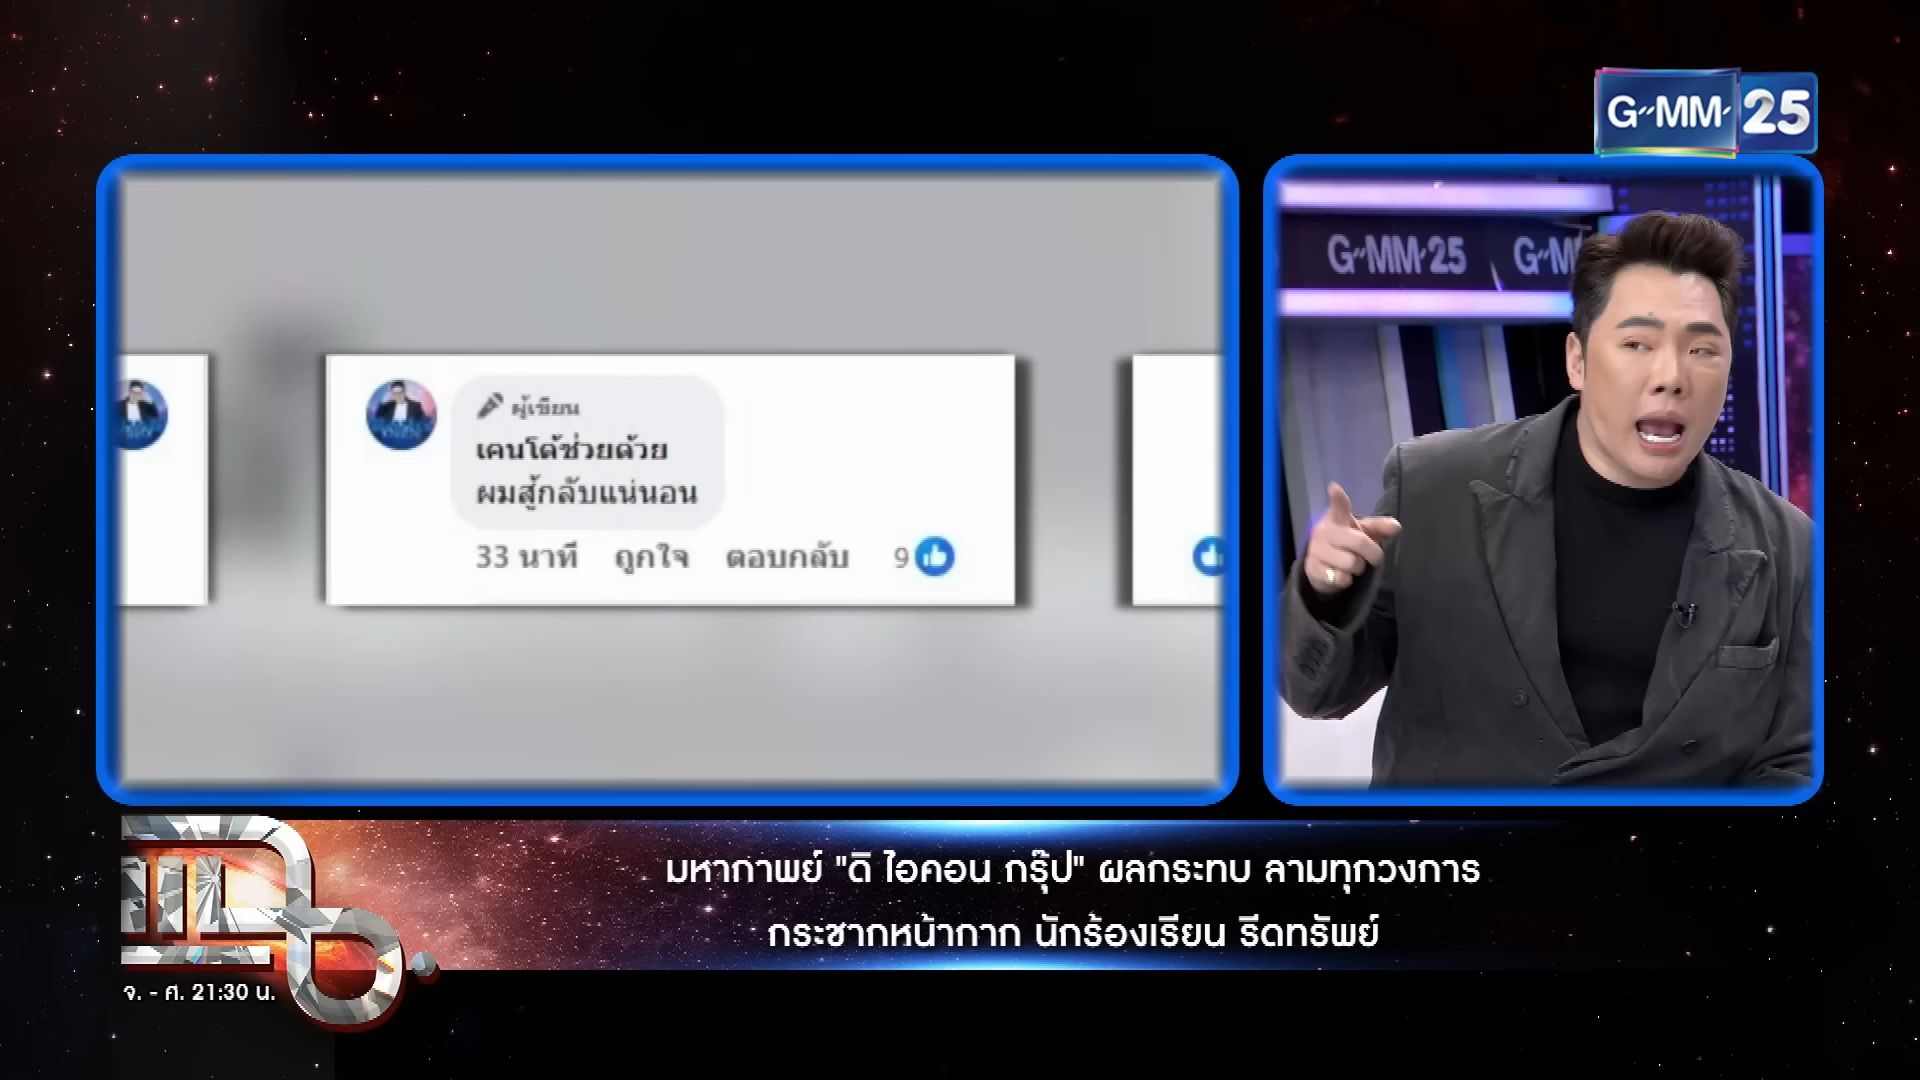 G-MM-25
G-MM-25
ผู้เขียน
เคนโด้ช่วยด้วย
ผมสู้กลับแน่นอน
33 นาที ถูกใจ ตอบกลับ 9
แฉ
จ. - ศ. 21:30 น.
มหากาพย์ "ดิ ไอคอน กรุ๊ป" ผลกระทบ ลามทุกวงการ
กระชากหน้ากาก นักร้องเรียน รีดทรัพย์